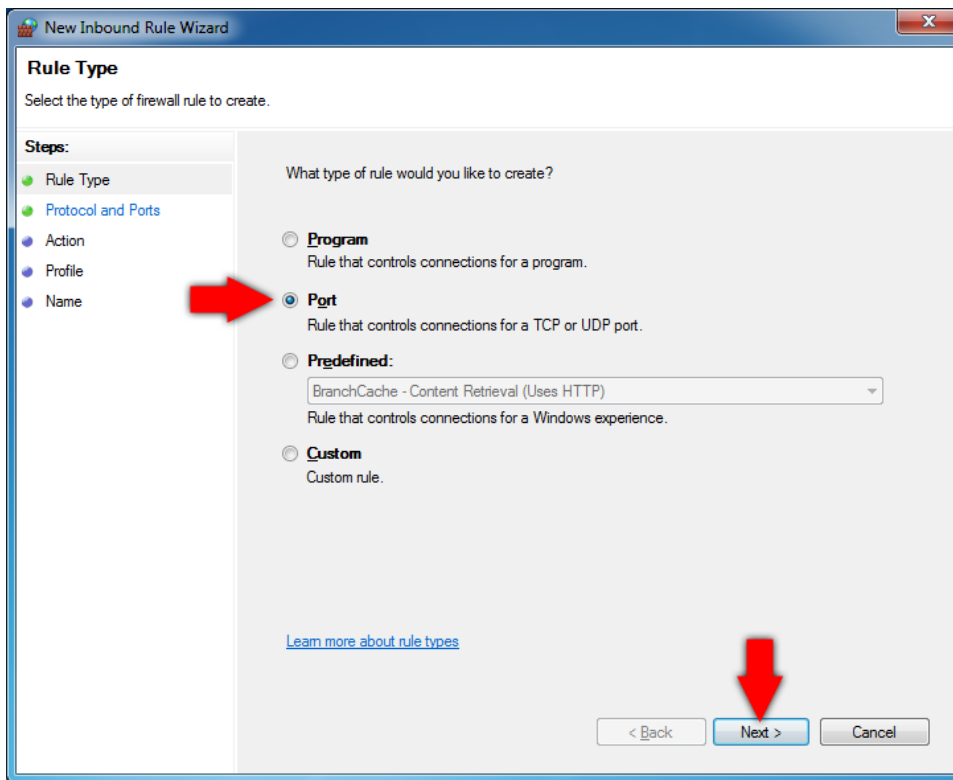 New Inbound Rule Wizard
Rule Type
Select the type of firewall rule to create.
Steps:
Rule Type
Protocol and Ports
Action
Profile
Name
What type of rule would you like to create?
Program
Rule that controls connections for a program.
Port
Rule that controls connections for a TCP or UDP port.
Predefined:
BranchCache - Content Retrieval (Uses HTTP)
Rule that controls connections for a Windows experience.
Custom
Custom rule.
Learn more about rule types
< Back Next > Cancel